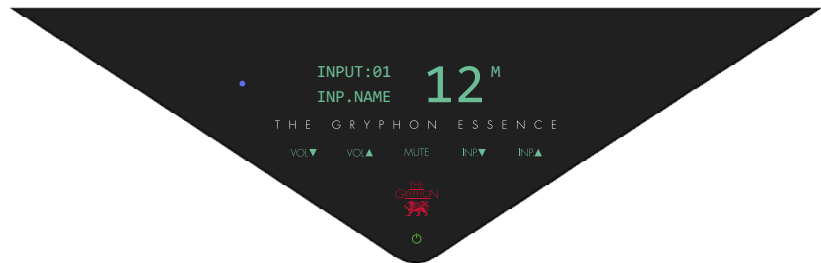 INPUT:01
12 M
INP.NAME
THE GRYPHON ESSENCE
VOL▼ VOL▲ MUTE INP.▼ INP.▲
THE
GRYPHON